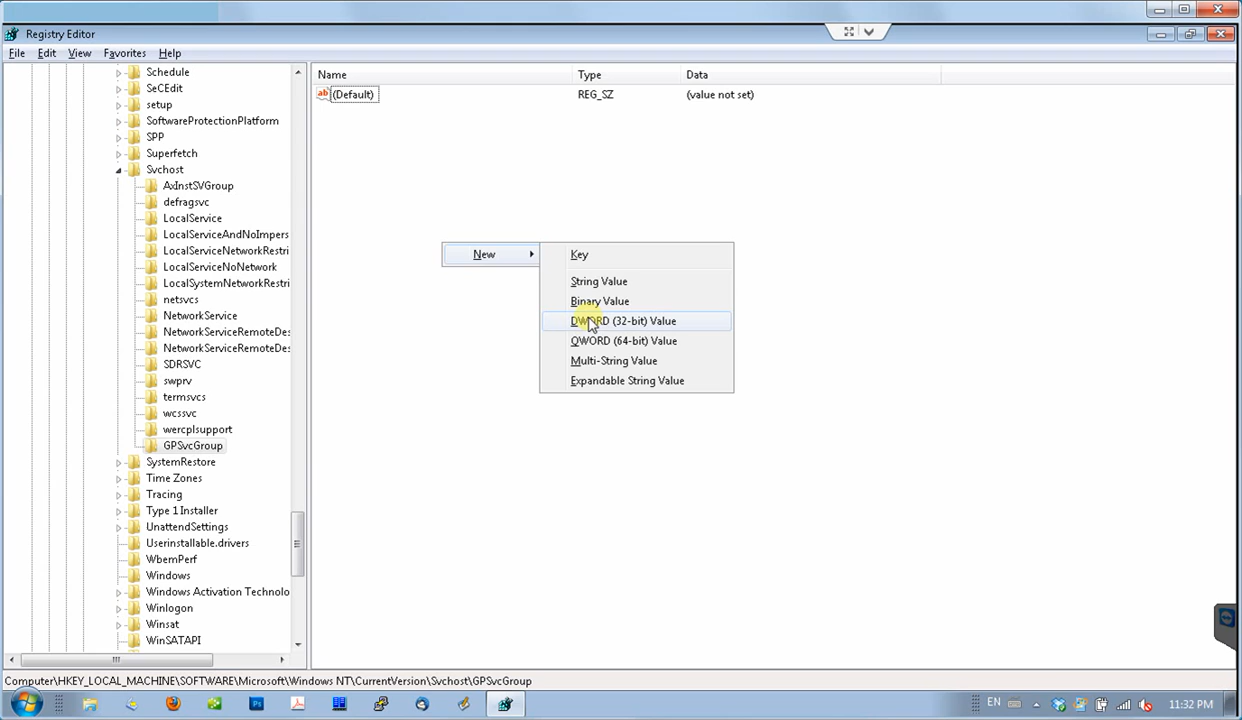 Registry Editor
File Edit View Favorites Help
Schedule
SeCEdit
setup
SoftwareProtectionPlatform
SPP
Superfetch
Svchost
AxInstSVGroup
defragsvc
LocalService
LocalServiceAndNoImpers
LocalServiceNetworkRestri
LocalServiceNoNetwork
LocalSystemNetworkRestri
netsvcs
NetworkService
NetworkServiceRemoteDes
NetworkServiceRemoteDes
SDRSVC
swprv
termsvcs
wcssvc
wercplsupport
GPSvcGroup
SystemRestore
Time Zones
Tracing
Type 1 Installer
UnattendSettings
Userinstallable.drivers
WbemPerf
Windows
Windows Activation Technolo
Winlogon
Winsat
WinSATAPI
Name Type Data
ab (Default) REG_SZ (value not set)
New
Key
String Value
Binary Value
DWORD (32-bit) Value
QWORD (64-bit) Value
Multi-String Value
Expandable String Value
Computer\HKEY_LOCAL_MACHINE\SOFTWARE\Microsoft\Windows NT\CurrentVersion\Svchost\GPSvcGroup
EN 11:32 PM